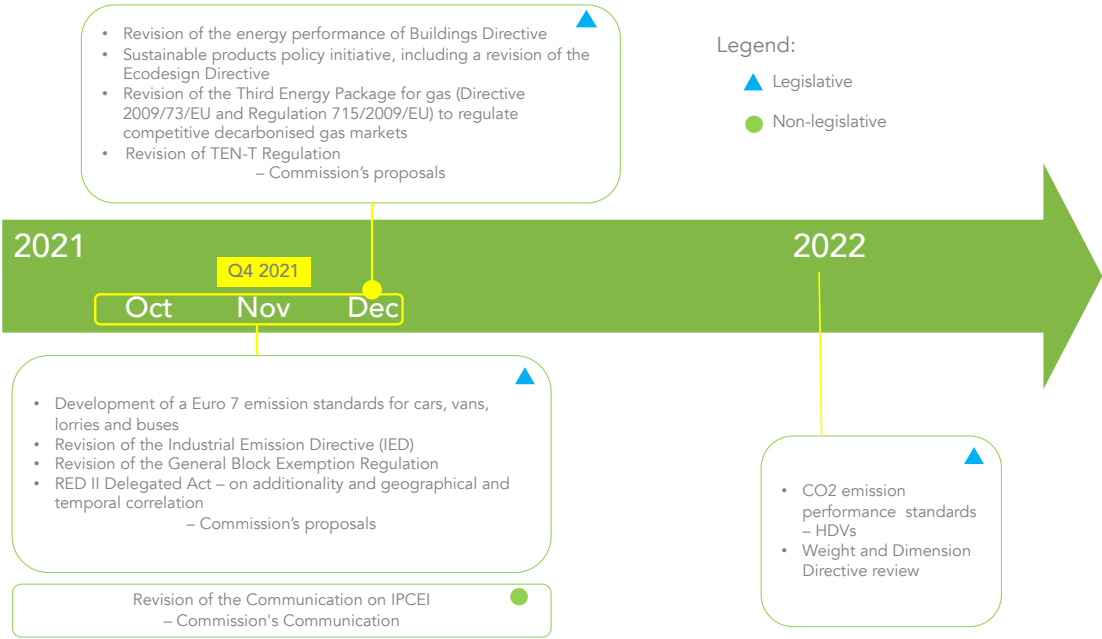 • Revision of the energy performance of Buildings Directive
• Sustainable products policy initiative, including a revision of the
Ecodesign Directive
• Revision of the Third Energy Package for gas (Directive
2009/73/EU and Regulation 715/2009/EU) to regulate
competitive decarbonised gas markets
• Revision of TEN-T Regulation
– Commission’s proposals
Legend:
Legislative
Non-legislative
2021
2022
Q4 2021
Oct Nov Dec
• Development of a Euro 7 emission standards for cars, vans,
lorries and buses
• Revision of the Industrial Emission Directive (IED)
• Revision of the General Block Exemption Regulation
• RED II Delegated Act – on additionality and geographical and
temporal correlation
– Commission’s proposals
Revision of the Communication on IPCEI
– Commission's Communication
• CO2 emission
performance standards
– HDVs
• Weight and Dimension
Directive review